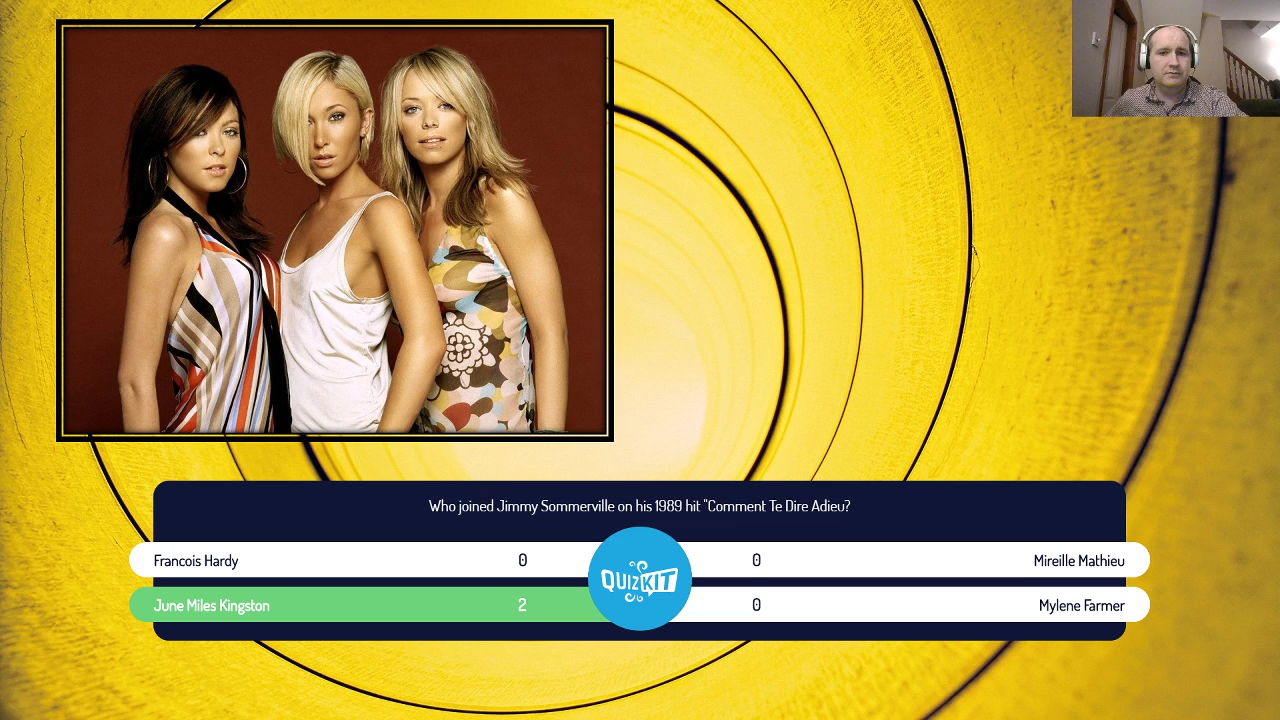 Who joined Jimmy Sommerville on his 1989 hit "Comment Te Dire Adieu?
Francois Hardy 0
0 Mireille Mathieu
QUIZKIT
June Miles Kingston 2
0 Mylene Farmer